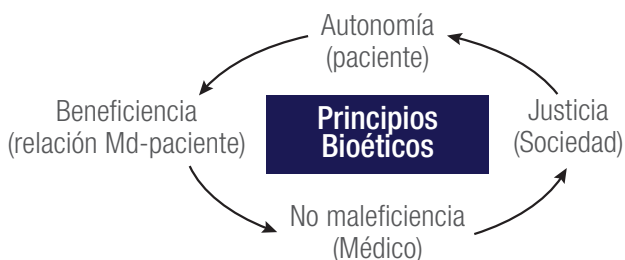 Autonomía
(paciente)
Beneficiencia
(relación Md-paciente)
Principios
Bioéticos
Justicia
(Sociedad)
No maleficiencia
(Médico)